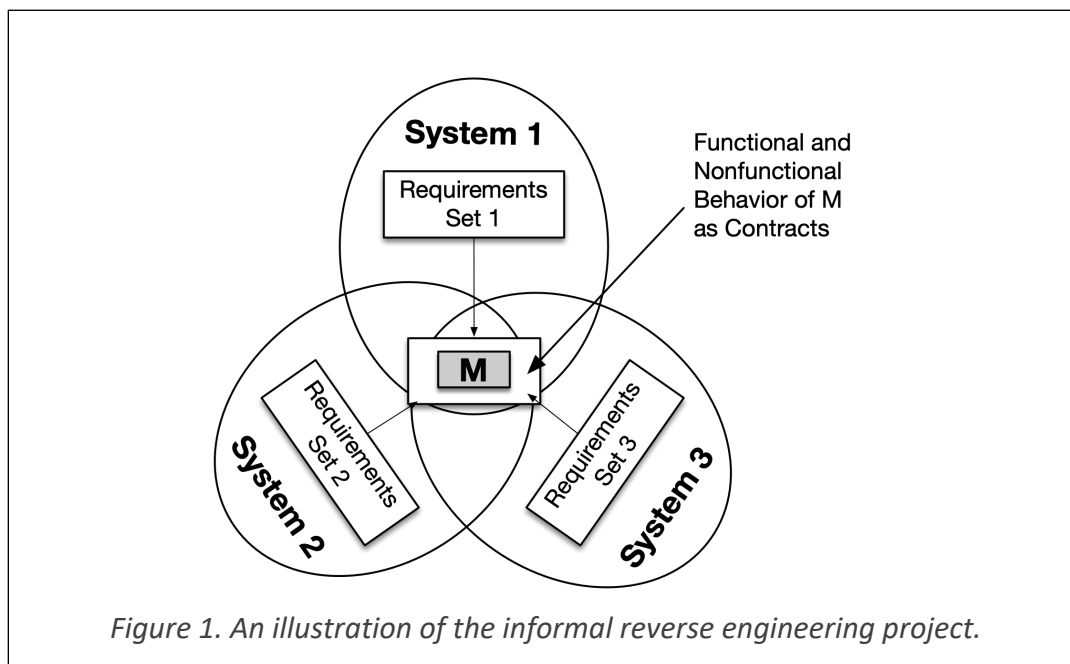 System 1
Requirements
Set 1
Functional and
Nonfunctional
Behavior of M
as Contracts
M
Requirements
Set 2
System 2
Requirements
Set 3
System 3
Figure 1. An illustration of the informal reverse engineering project.